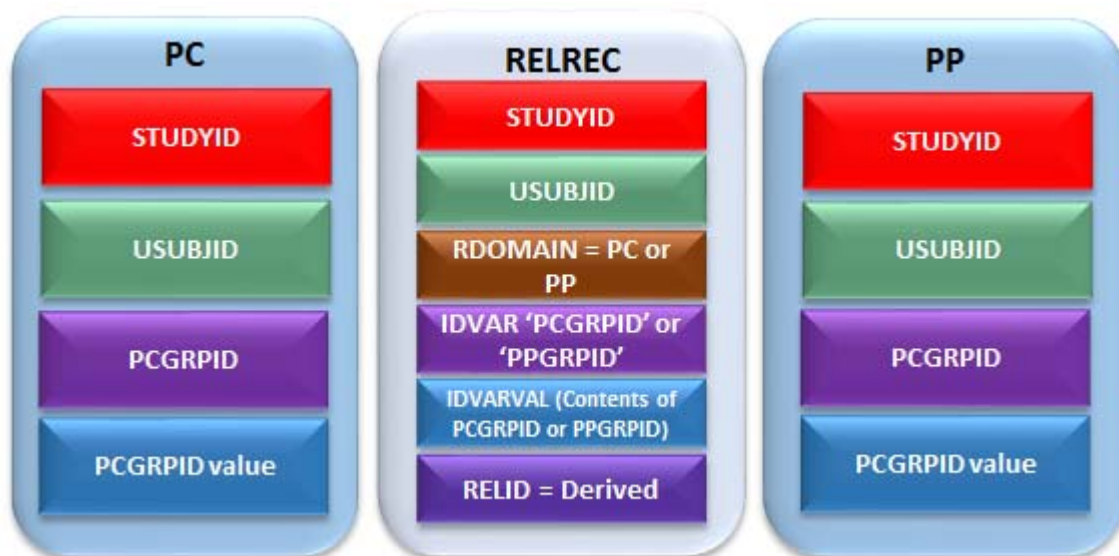 PC
STUDYID
USUBJID
PCGRPID
PCGRPID value
RELREC
STUDYID
USUBJID
RDOMAIN = PC or
PP
IDVAR ‘PCGRPID’ or
‘PPGRPID’
IDVARVAL (Contents of
PCGRPID or PPGRPID)
RELID = Derived
PP
STUDYID
USUBJID
PCGRPID
PCGRPID value